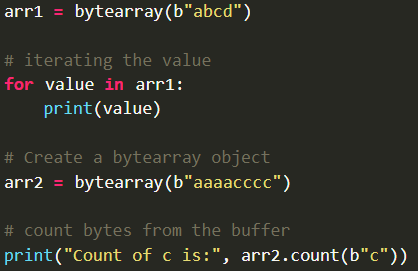 arr1 = bytearray(b"abcd")
# iterating the value
for value in arr1:
    print(value)
# Create a bytearray object
arr2 = bytearray(b"aaaacccc")
# count bytes from the buffer
print("Count of c is:", arr2.count(b"c"))